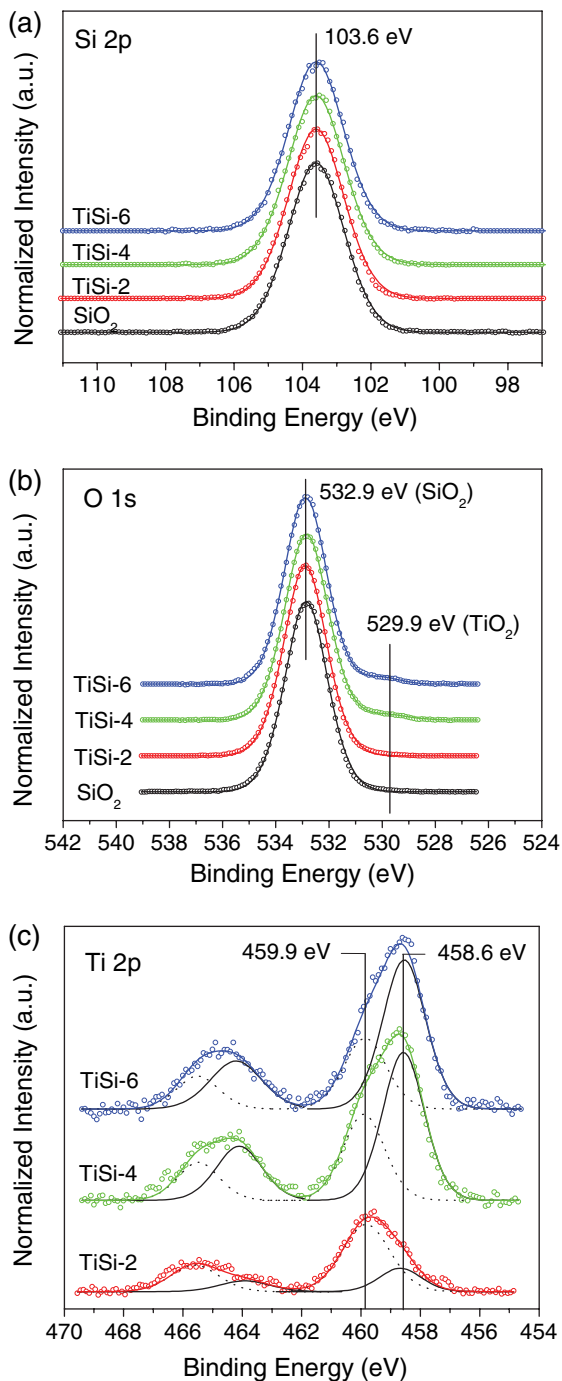 (a)
Si 2p
103.6 eV
TiSi-6
TiSi-4
TiSi-2
SiO₂
Normalized Intensity (a.u.)
110 108 106 104 102 100 98
Binding Energy (eV)
(b)
O 1s
532.9 eV (SiO₂)
529.9 eV (TiO₂)
TiSi-6
TiSi-4
TiSi-2
SiO₂
Normalized Intensity (a.u.)
542 540 538 536 534 532 530 528 526 524
Binding Energy (eV)
(c)
Ti 2p
459.9 eV 458.6 eV
TiSi-6
TiSi-4
TiSi-2
Normalized Intensity (a.u.)
470 468 466 464 462 460 458 456 454
Binding Energy (eV)